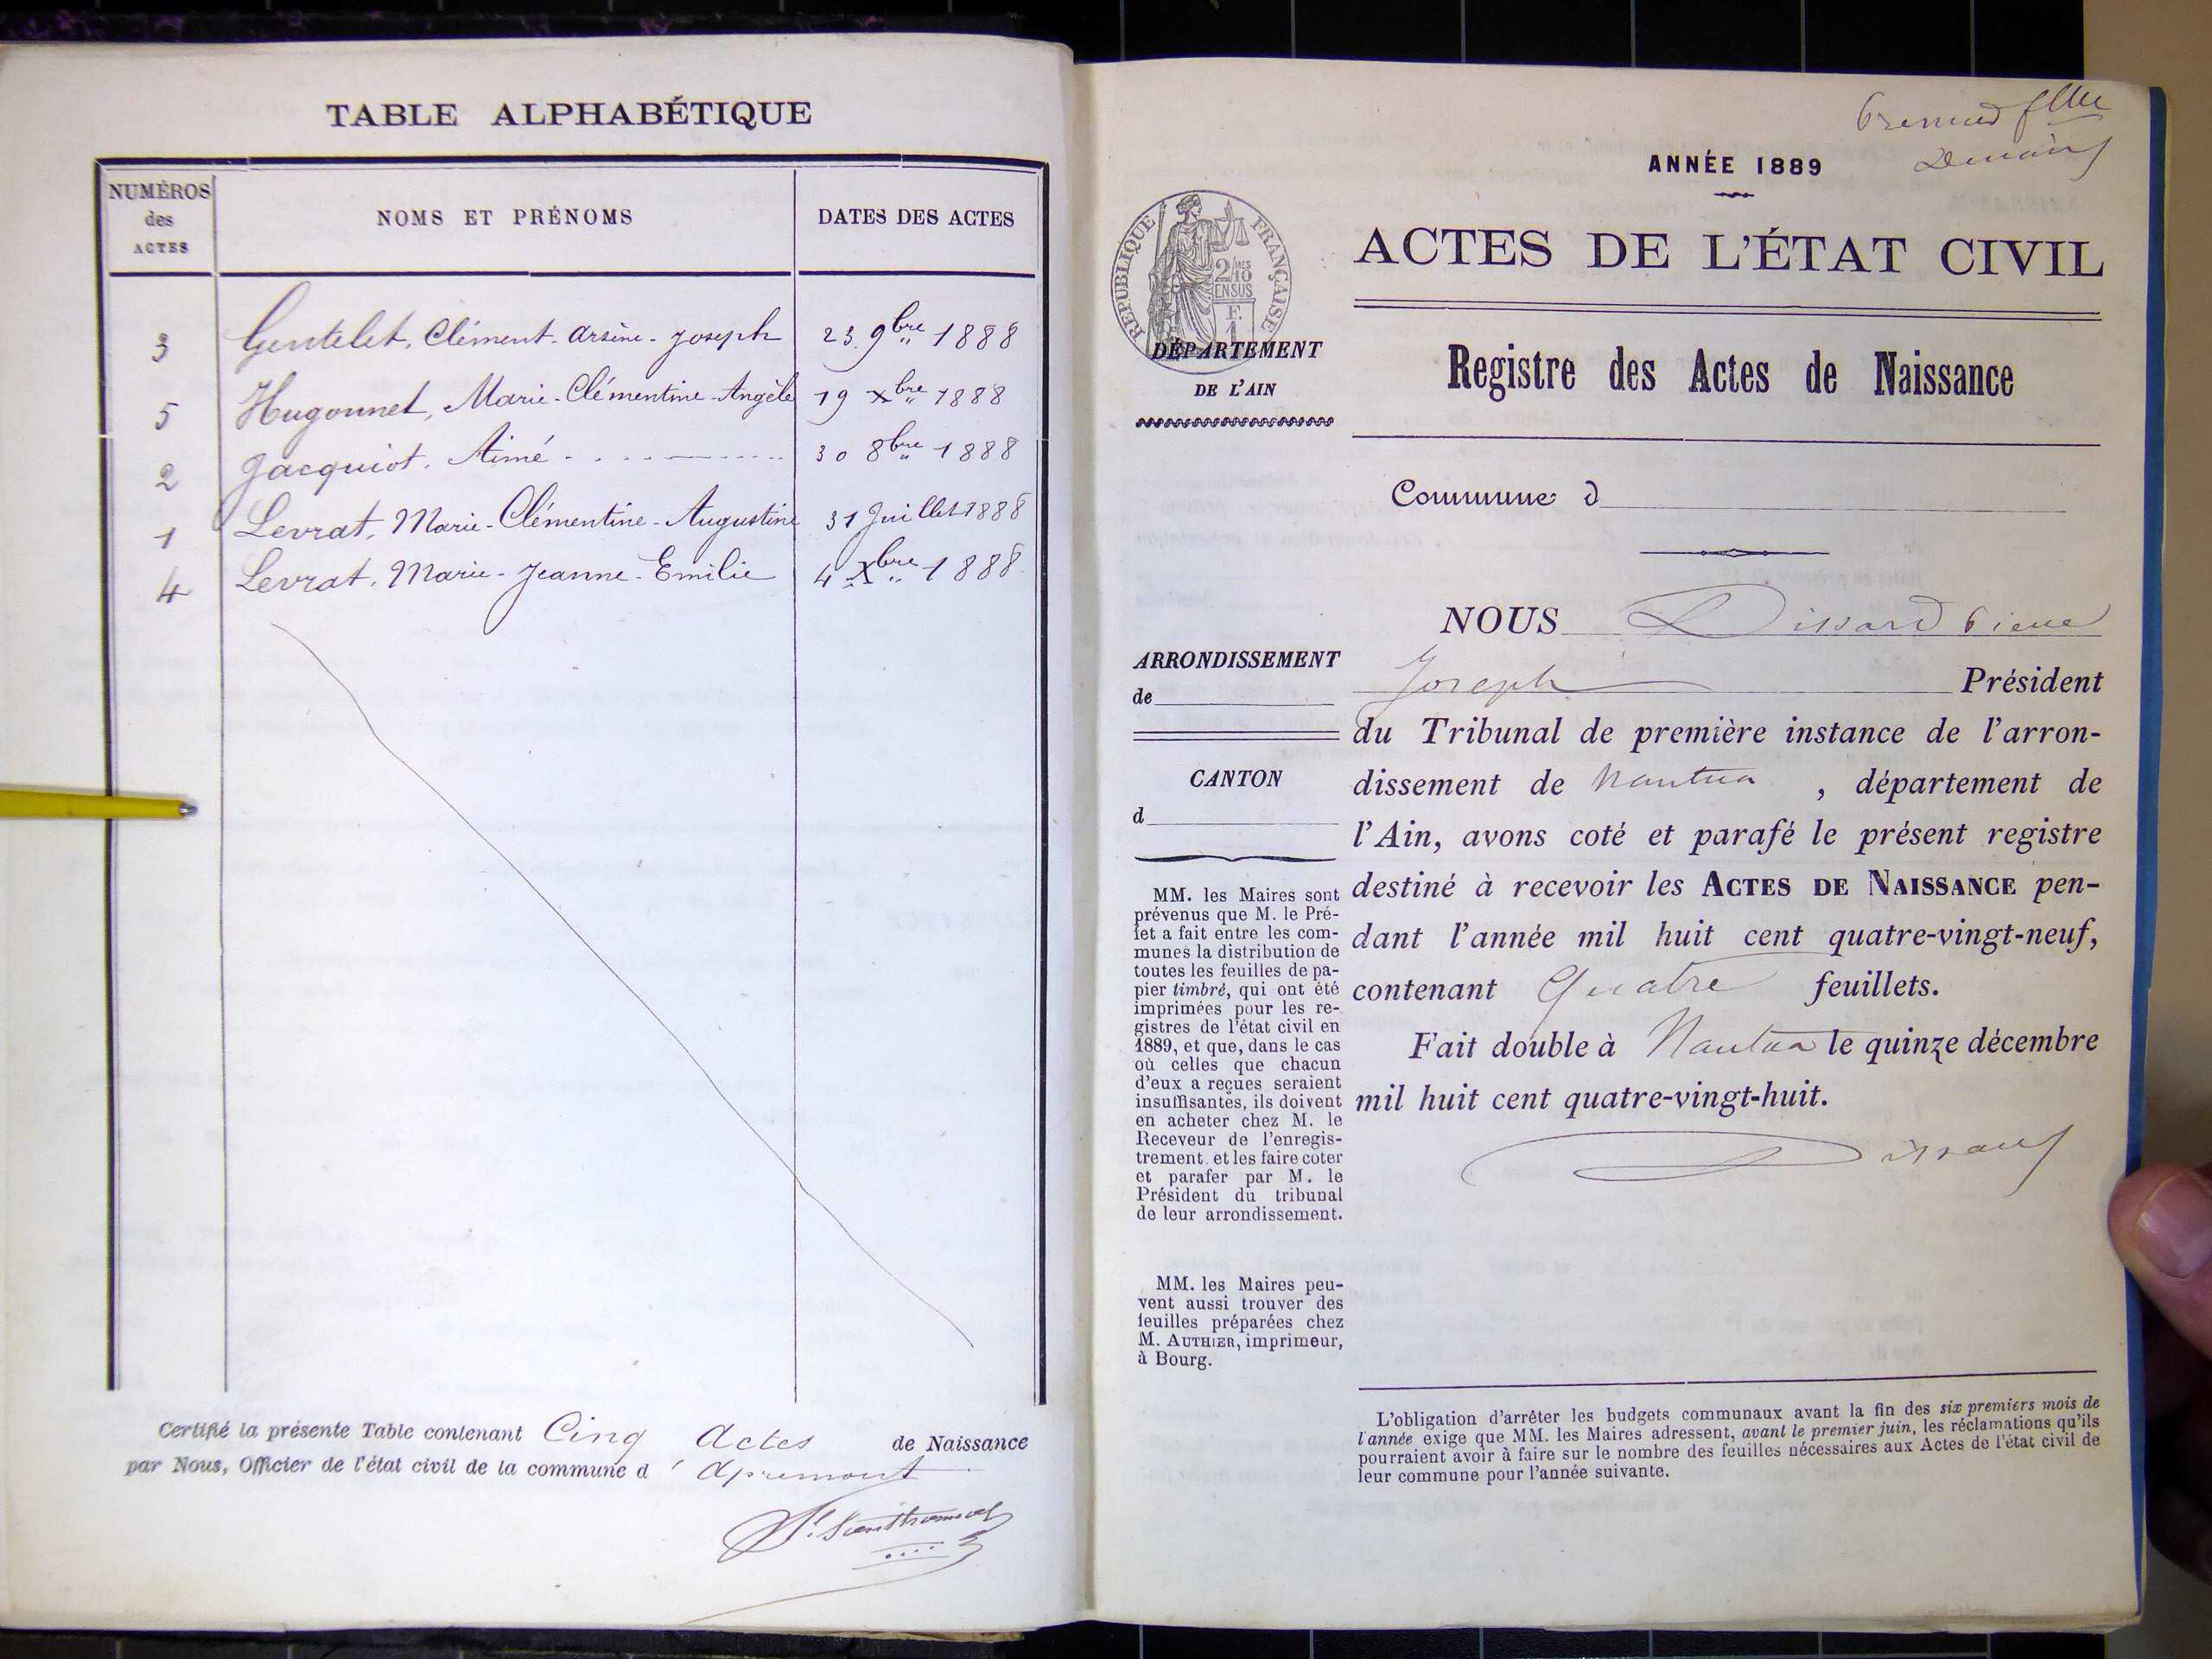 TABLE ALPHABÉTIQUE
NUMÉROS des ACTES
NOMS ET PRÉNOMS
DATES DES ACTES
3 Gentelet, Clément-Arsène-Joseph 23 9bre 1888
5 Hugonnet, Marie-Clémentine-Angèle 19 Xbre 1888
2 Jacquiot, Aimé 30 8bre 1888
1 Levrat, Marie-Clémentine-Augustine 31 Juillet 1888
4 Levrat, Marie-Jeanne-Emilie 4 Xbre 1888
Certifié la présente Table contenant Cinq Actes de Naissance
par Nous, Officier de l'état civil de la commune d'Apremont
ANNÉE 1889
RÉPUBLIQUE FRANÇAISE
2/10 MES
EN SUS
F.
1
ACTES DE L'ÉTAT CIVIL
DÉPARTEMENT
DE L'AIN
Registre des Actes de Naissance
Commune d
NOUS Dissard Pierre
ARRONDISSEMENT
de
Joseph Président
du Tribunal de première instance de l'arron-
CANTON
d
dissement de Nantua, département de
l'Ain, avons coté et parafé le présent registre
destiné à recevoir les ACTES DE NAISSANCE pen-
dant l'année mil huit cent quatre-vingt-neuf,
contenant Quatre feuillets.
Fait double à Nantua le quinze décembre
mil huit cent quatre-vingt-huit.
Dissard
MM. les Maires sont
prévenus que M. le Pré-
fet a fait entre les com-
munes la distribution de
toutes les feuilles de pa-
pier timbré, qui ont été
imprimées pour les re-
gistres de l'état civil en
1889, et que, dans le cas
où celles que chacun
d'eux a reçues seraient
insuffisantes, ils doivent
en acheter chez M. le
Receveur de l'enregis-
trement, et les faire coter
et parafer par M. le
Président du tribunal
de leur arrondissement.
MM. les Maires peu-
vent aussi trouver des
feuilles préparées chez
M. AUTHIER, imprimeur,
à Bourg.
L'obligation d'arrêter les budgets communaux avant la fin des six premiers mois de
l'année exige que MM. les Maires adressent, avant le premier juin, les réclamations qu'ils
pourraient avoir à faire sur le nombre des feuilles nécessaires aux Actes de l'état civil de
leur commune pour l'année suivante.